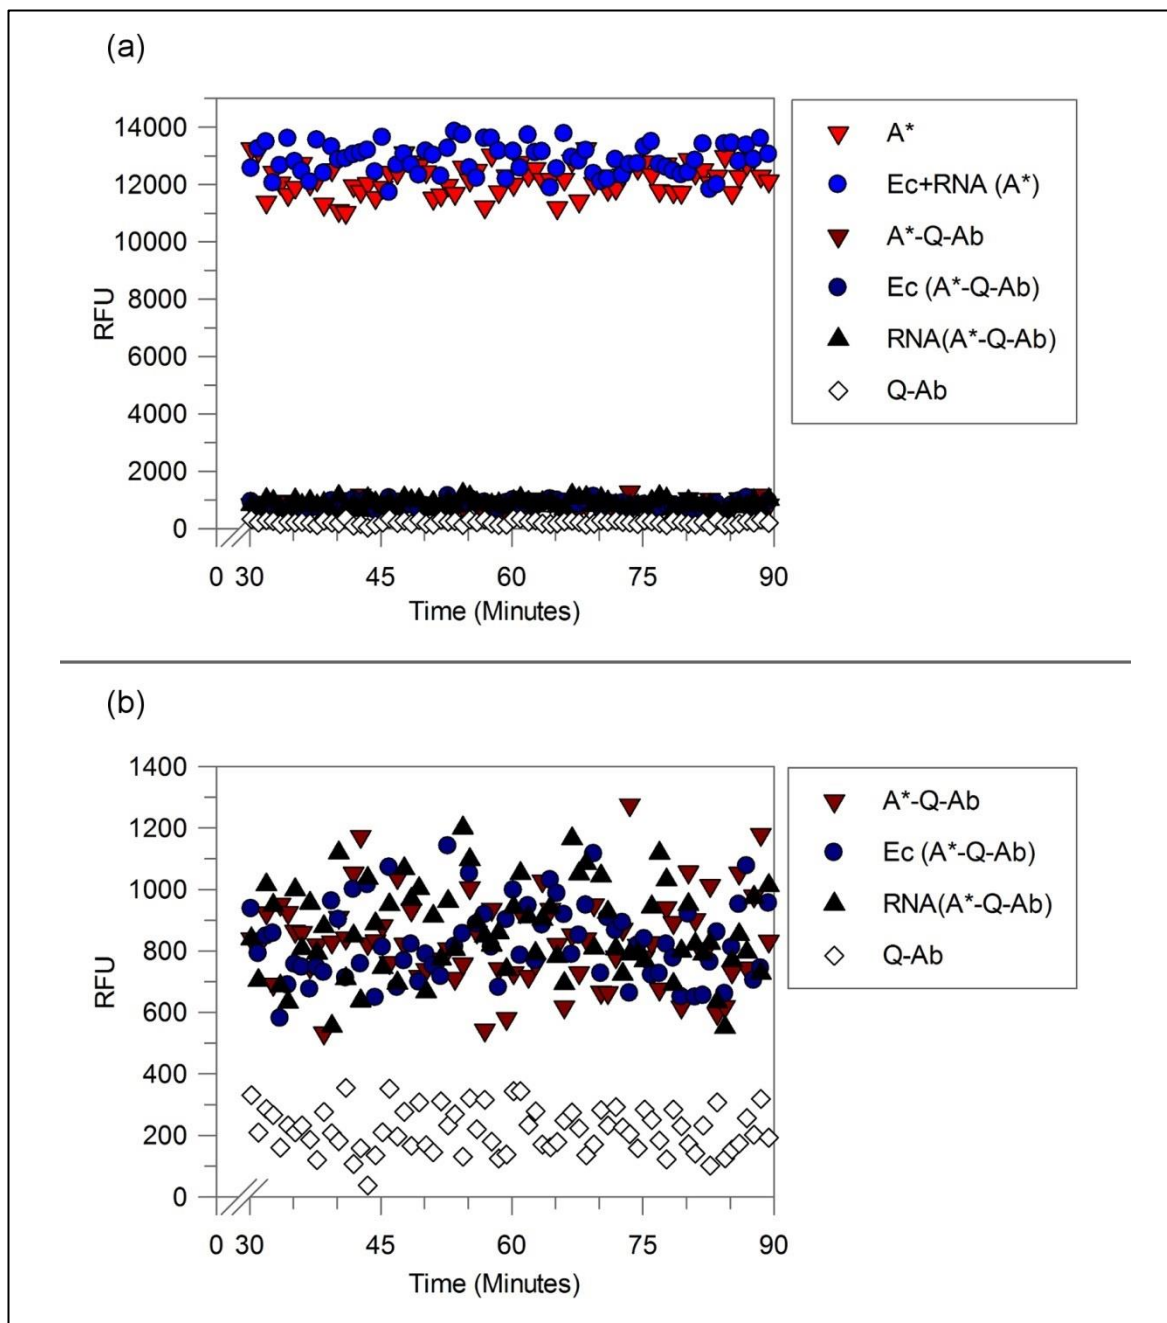 (a)
14000
12000
10000
8000
6000
4000
2000
0
RFU
0 30 45 60 75 90
Time (Minutes)
A*
Ec+RNA (A*)
A*-Q-Ab
Ec (A*-Q-Ab)
RNA(A*-Q-Ab)
Q-Ab
(b)
1400
1200
1000
800
600
400
200
0
RFU
0 30 45 60 75 90
Time (Minutes)
A*-Q-Ab
Ec (A*-Q-Ab)
RNA(A*-Q-Ab)
Q-Ab